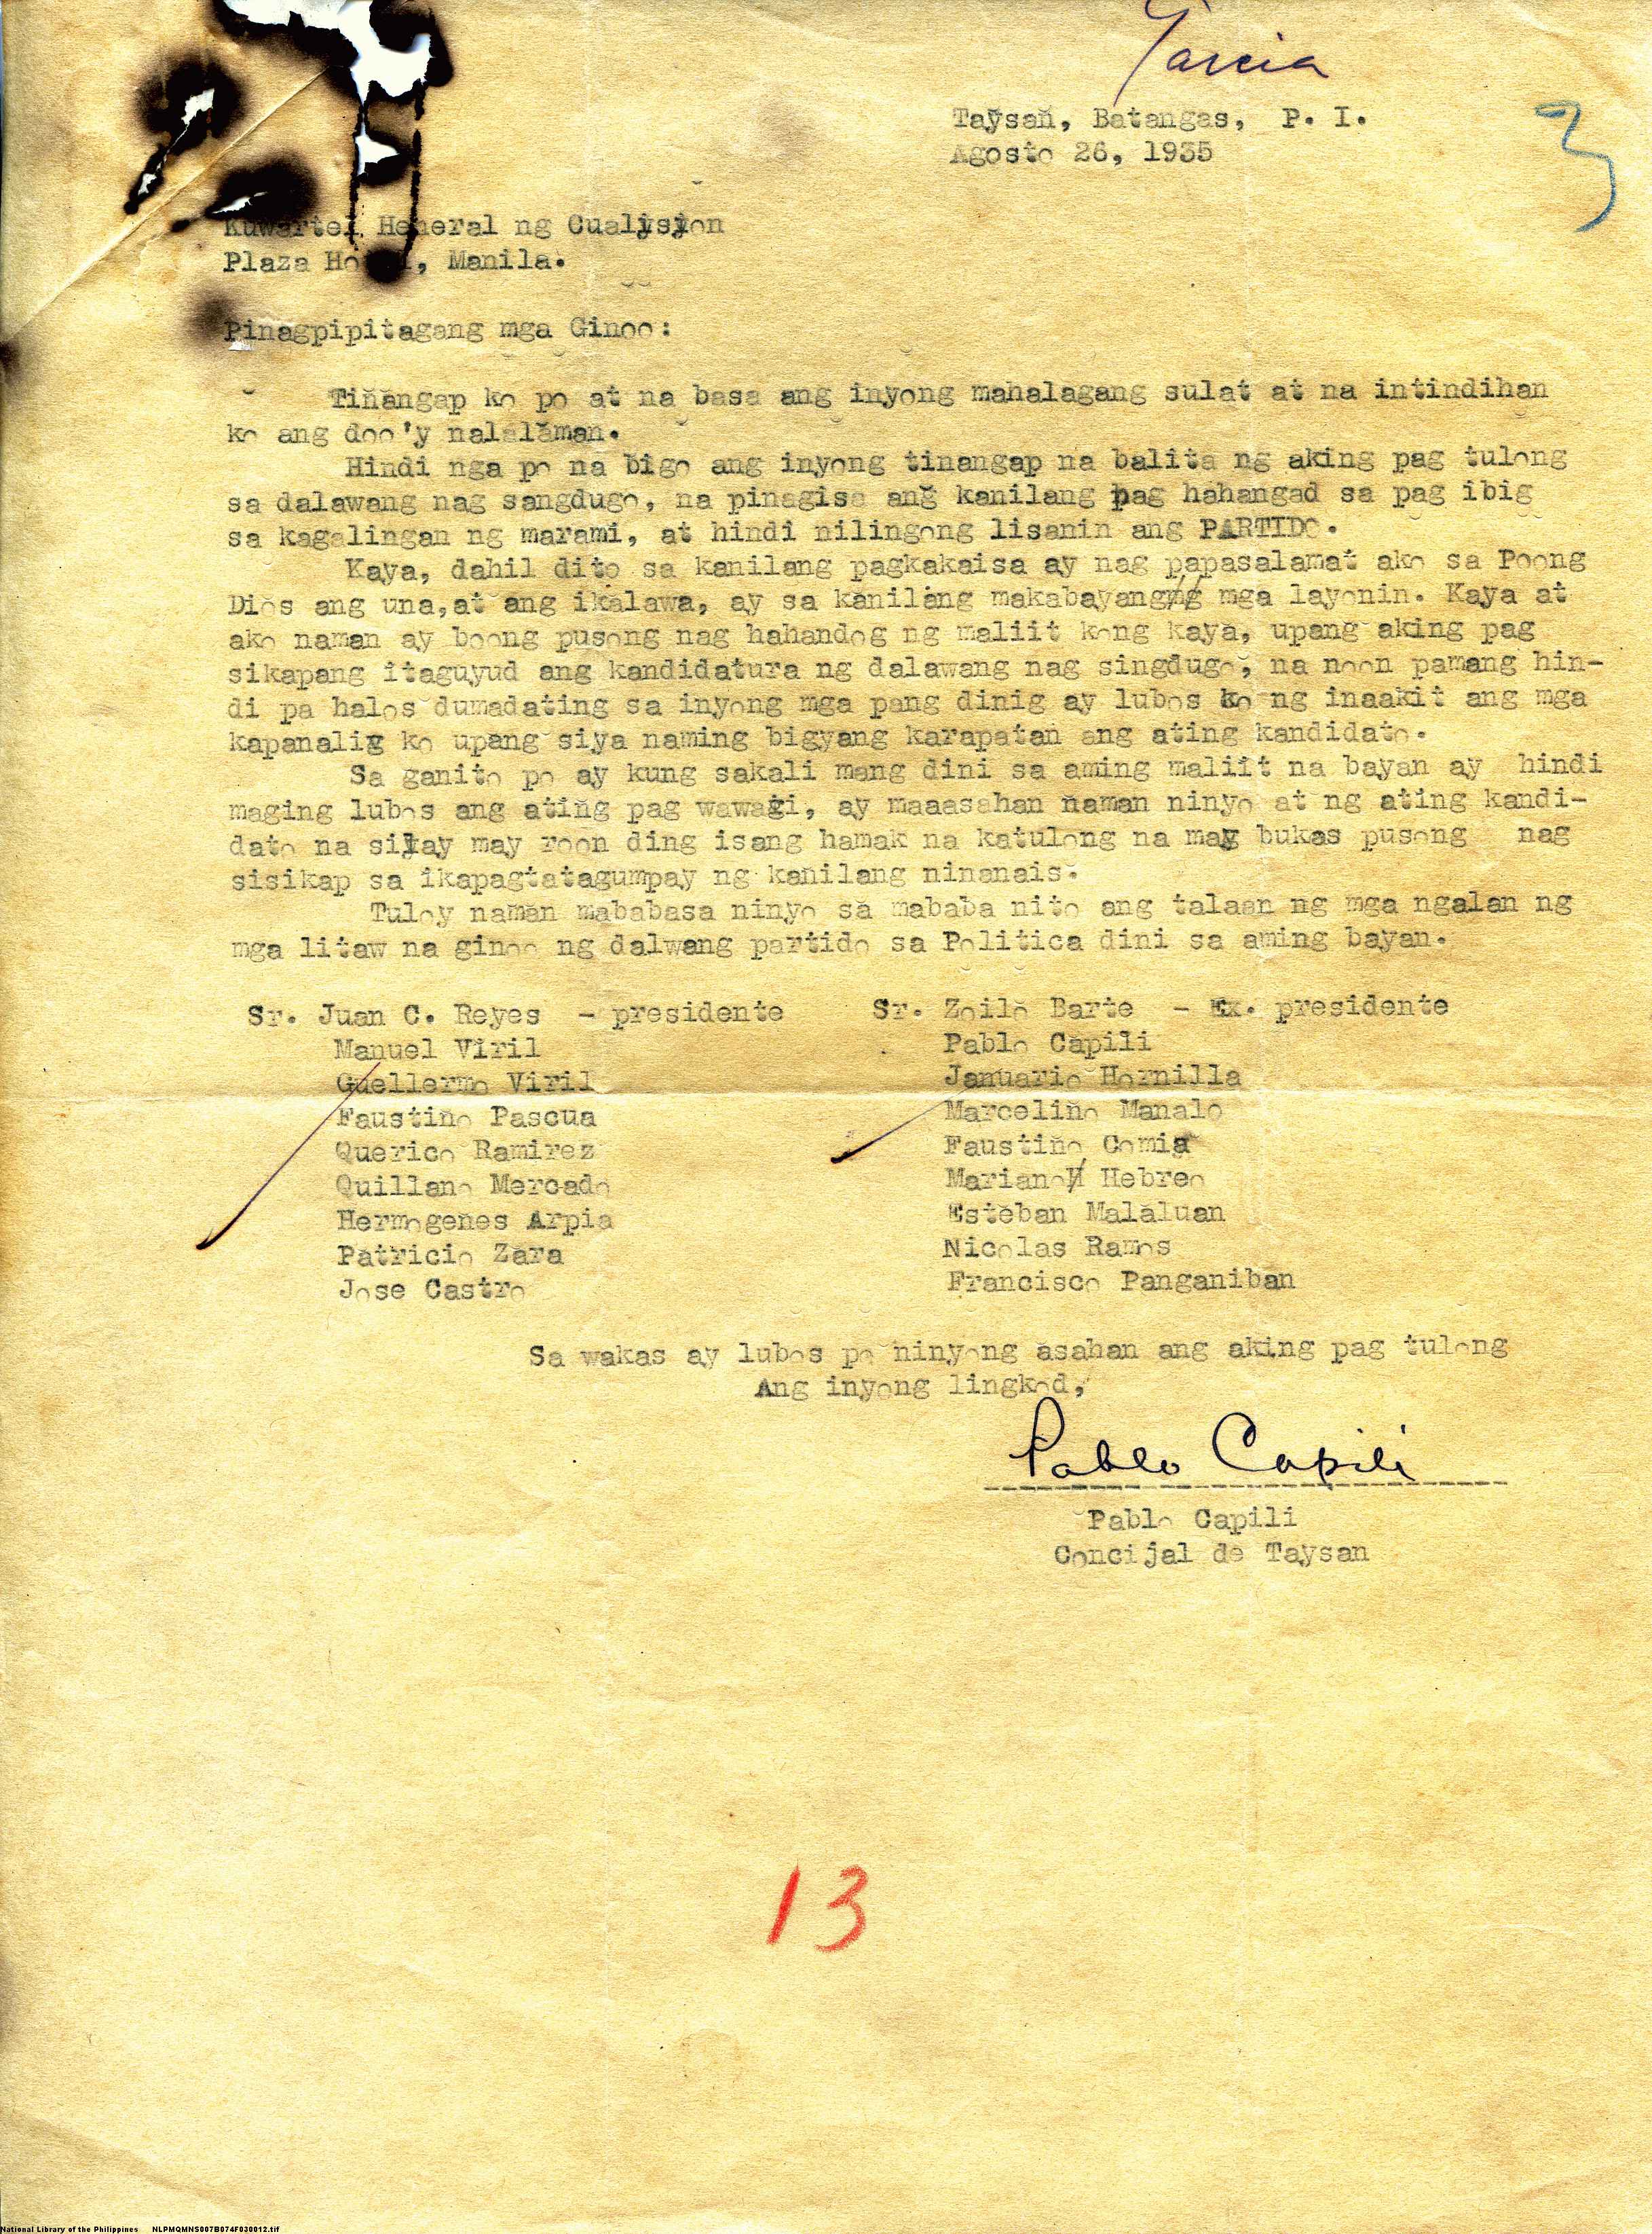 Garcia
3
Taysan, Batangas, P. I.
Agosto 26, 1935
Kuwartel Heneral ng Cualisyon
Plaza Hotel, Manila.
Pinagpipitagang mga Ginoo:
Tinangap ko po at na basa ang inyong mahalagang sulat at na intindihan
ko ang doo'y nalalaman.
Hindi nga po na bigo ang inyong tinangap na balita ng aking pag tulong
sa dalawang nag sangdugo, na pinagisa ang kanilang pag hahangad sa pag ibig
sa kagalingan ng marami, at hindi nilingong lisanin ang PARTIDO.
Kaya, dahil dito sa kanilang pagkakaisa ay nag papasalamat ako sa Poong
Dios ang una, at ang ikalawa, ay sa kanilang makabayang mga layonin. Kaya at
ako naman ay boong pusong nag hahandog ng maliit kong kaya, upang aking pag
sikapang itaguyud ang kandidatura ng dalawang nag singdugo, na noon pamang hin-
di pa halos dumadating sa inyong mga pang dinig ay lubos ko ng inaakit ang mga
kapanalig ko upang siya naming bigyang karapatan ang ating kandidato.
Sa ganito po ay kung sakali mang dini sa aming maliit na bayan ay hindi
maging lubos ang ating pag wawagi, ay maaasahan naman ninyo at ng ating kandi-
dato na silay may roon ding isang hamak na katulong na may bukas pusong nag
sisikap sa ikapagtatagumpay ng kanilang ninanais.
Tuloy naman mababasa ninyo sa mababa nito ang talaan ng mga ngalan ng
mga litaw na ginoo ng dalwang partido sa Politica dini sa aming bayan.
Sr. Juan C. Reyes - presidente Sr. Zoilo Barte - Ex. presidente
Manuel Viril Pablo Capili
Guellermo Viril Januario Hornilla
Faustino Pascua Marcelino Manalo
Querico Ramirez Faustino Comia
Quillano Mercado Mariano Hebreo
Hermogenes Arpia Esteban Malaluan
Patricio Zara Nicolas Ramos
Jose Castro Francisco Panganiban
Sa wakas ay lubos po ninyong asahan ang aking pag tulong
Ang inyong lingkod,
Pablo Capili
Pablo Capili
Concijal de Taysan
13
National Library of the Philippines NLPMQMNS007B074F030012.tif